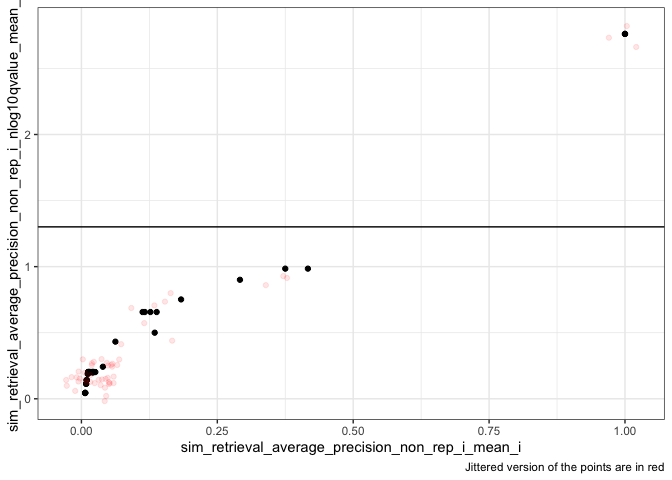 sim_retrieval_average_precision_non_rep_i_nlog10qvalue_mean_
2
1
0
0.00
0.25
0.50
0.75
1.00
sim_retrieval_average_precision_non_rep_i_mean_i
Jittered version of the points are in red